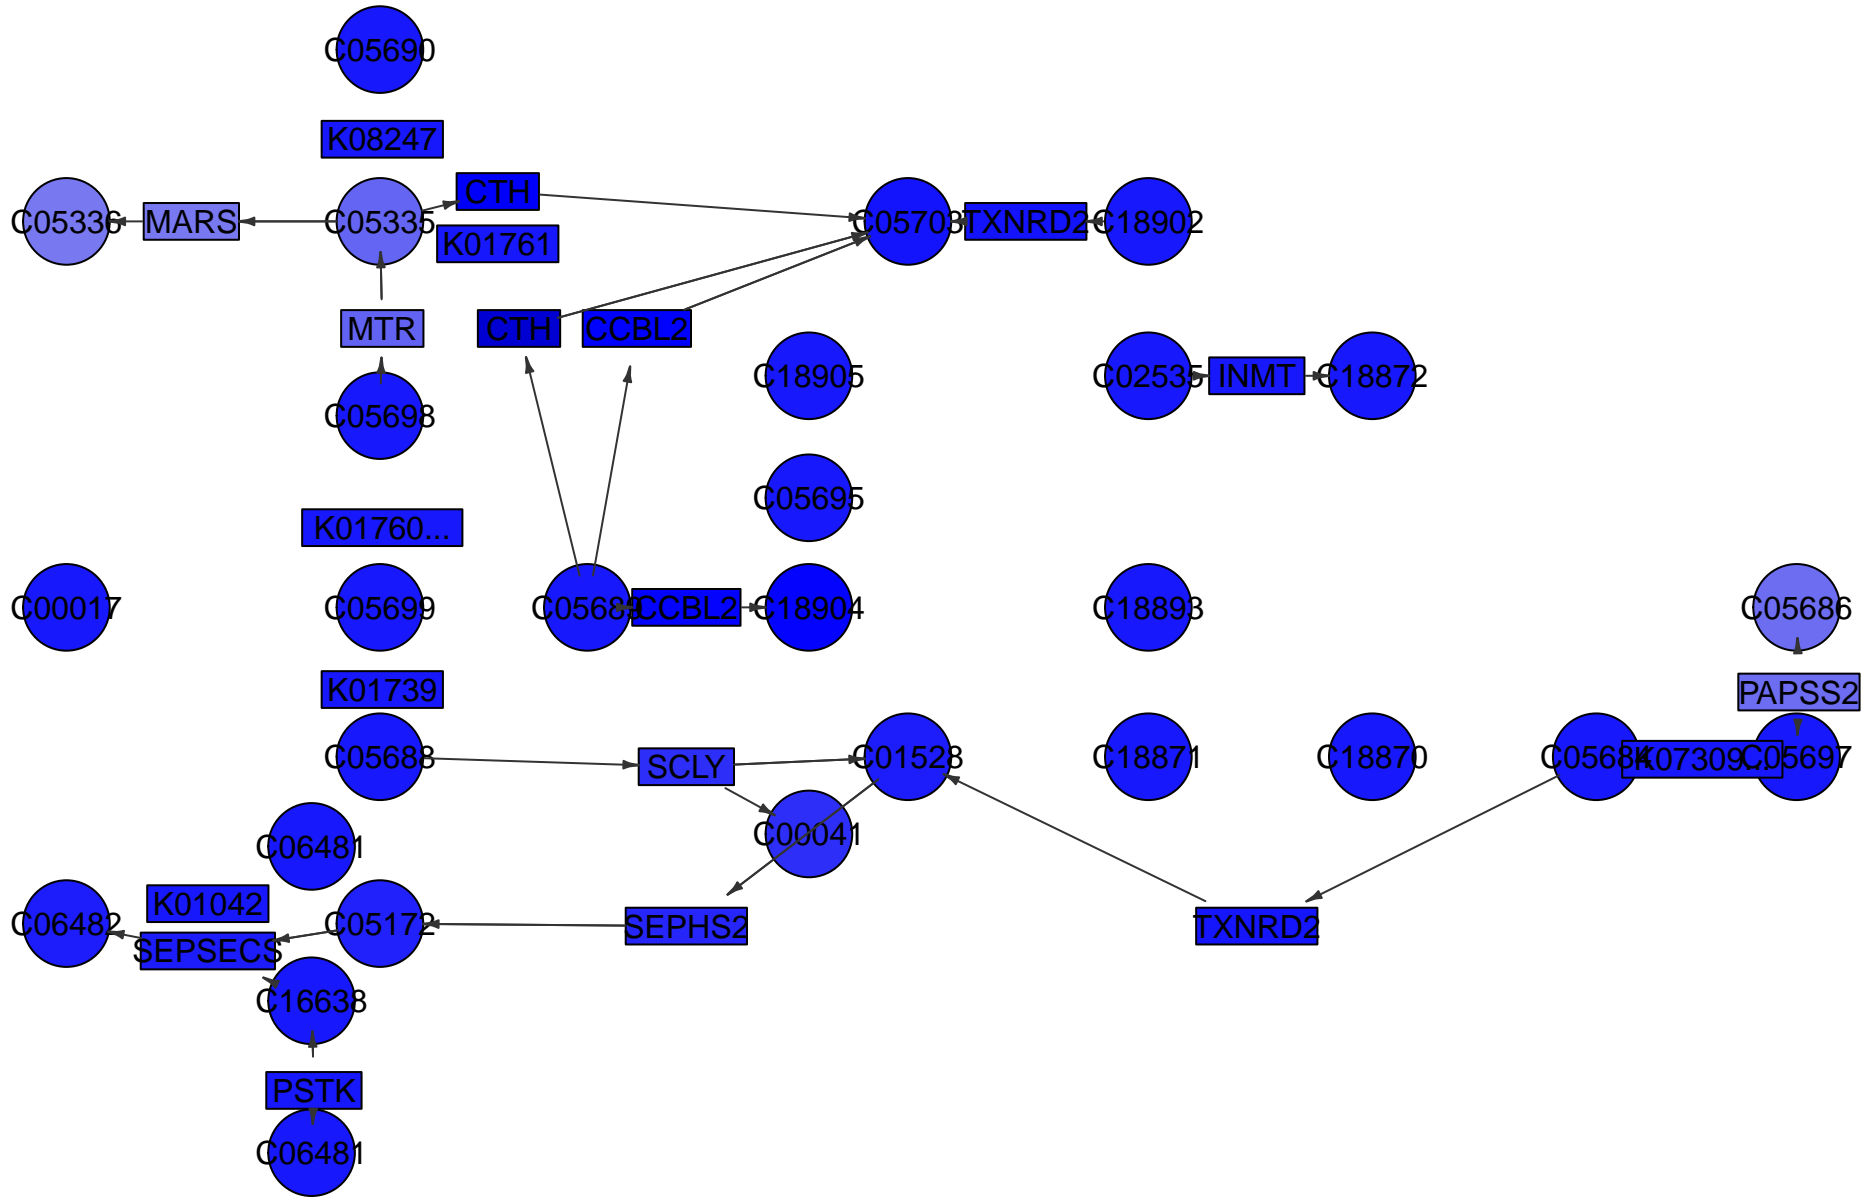 C05690
K08247
CTH
C05336
MARS
C05335
C05703
TXNRD2
C18902
K01761
MTR
CTH
CCBL2
C18905
C02535
INMT
C18872
C05698
C05695
K01760...
C00017
C05699
C05689
CCBL2
C18904
C18893
C05686
K01739
PAPSS2
C05688
SCLY
C01528
C18871
C18870
C05684
K07309...
C05697
C00041
C06481
K01042
C06482
C05172
SEPHS2
TXNRD2
SEPSECS
C16638
PSTK
C06481